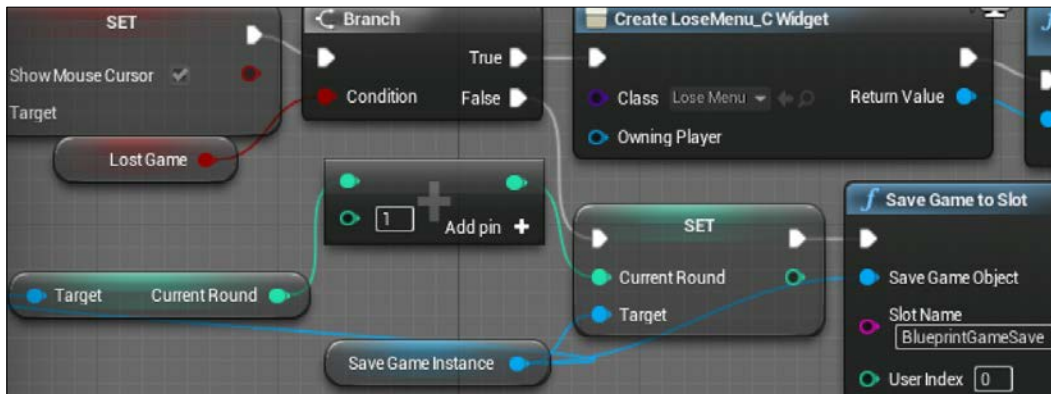 SET
Show Mouse Cursor
Target
Lost Game
Branch
True
Condition
False
Create LoseMenu_C Widget
Class Lose Menu
Return Value
Owning Player
f
1
Add pin +
Target Current Round
SET
Current Round
Target
Save Game Instance
f Save Game to Slot
Save Game Object
Slot Name
BlueprintGameSave
User Index 0